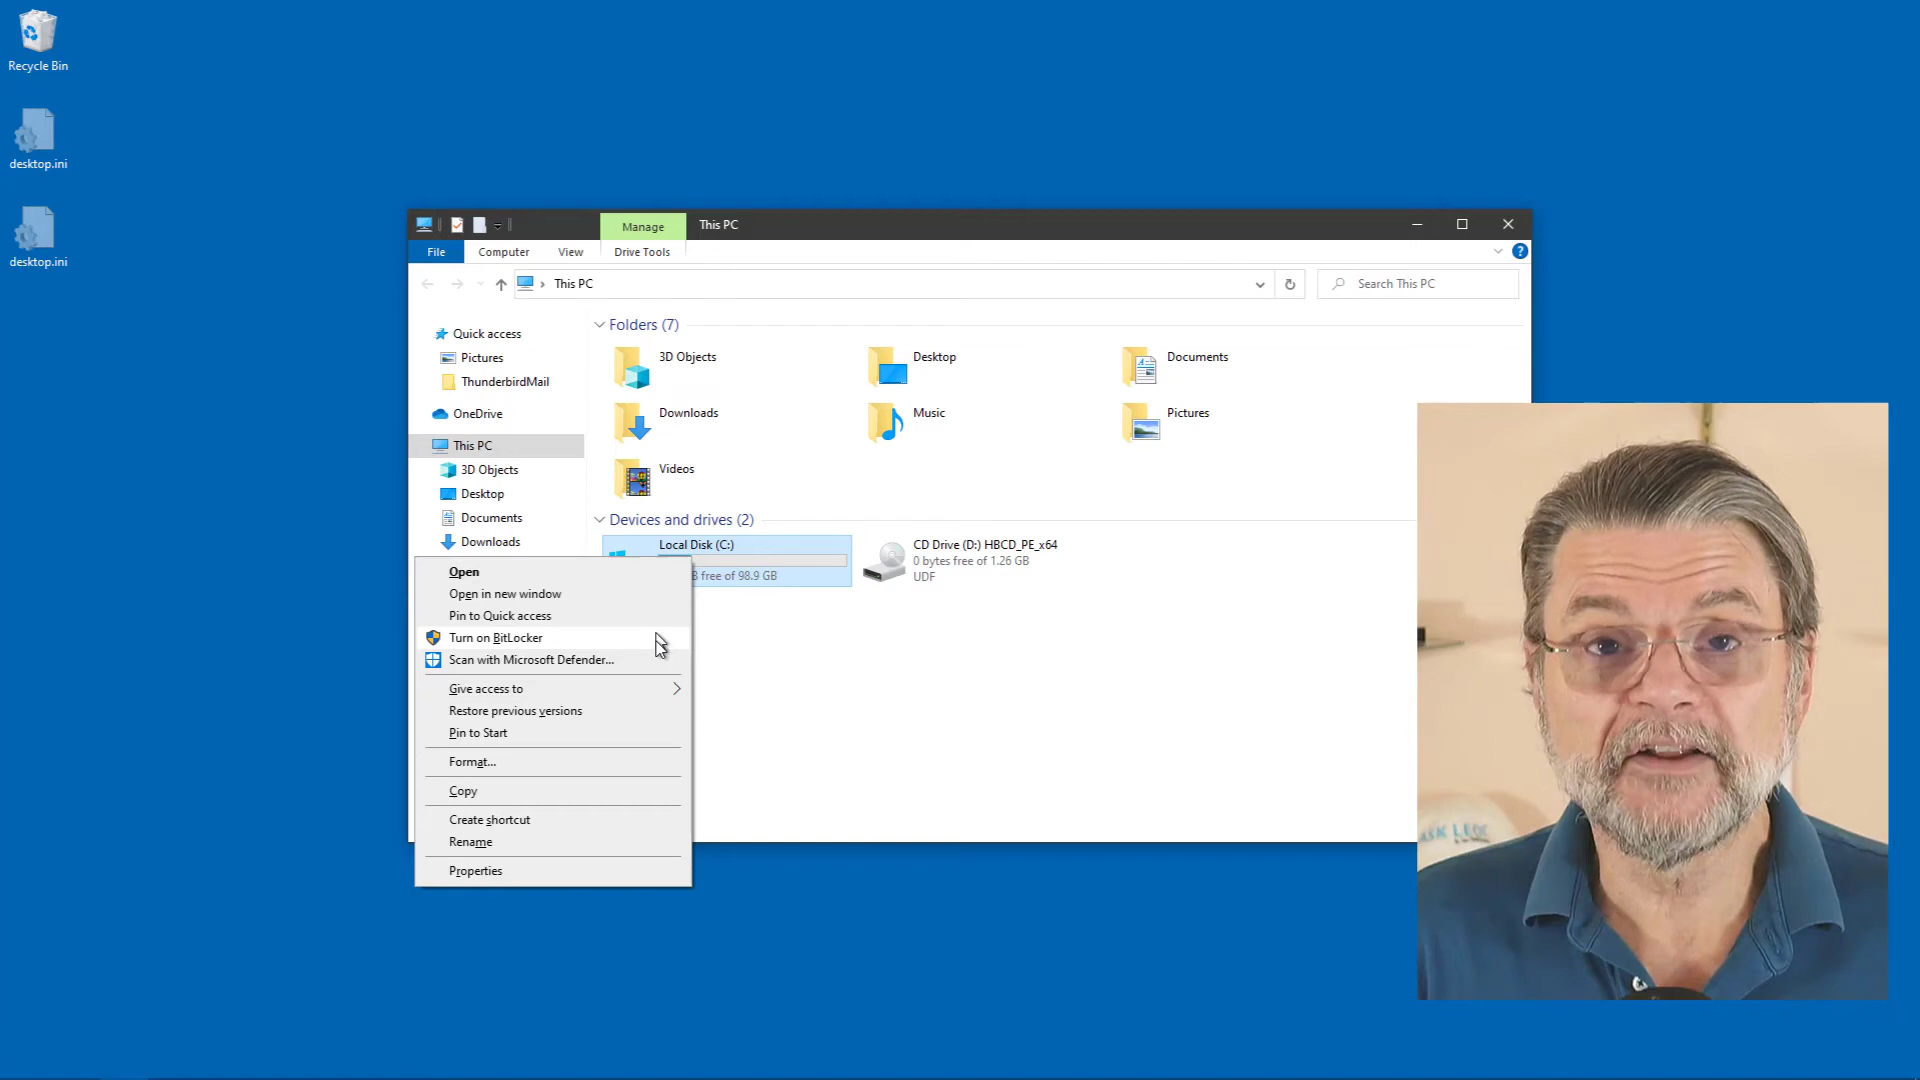 Recycle Bin
desktop.ini
desktop.ini
Manage
This PC
File
Computer
View
Drive Tools
This PC
Search This PC
Quick access
Pictures
ThunderbirdMail
OneDrive
This PC
3D Objects
Desktop
Documents
Downloads
Folders (7)
3D Objects
Desktop
Documents
Downloads
Music
Pictures
Videos
Devices and drives (2)
Local Disk (C:)
free of 98.9 GB
CD Drive (D:) HBCD_PE_x64
0 bytes free of 1.26 GB
UDF
Open
Open in new window
Pin to Quick access
Turn on BitLocker
Scan with Microsoft Defender...
Give access to
Restore previous versions
Pin to Start
Format...
Copy
Create shortcut
Rename
Properties
ASK LEO!